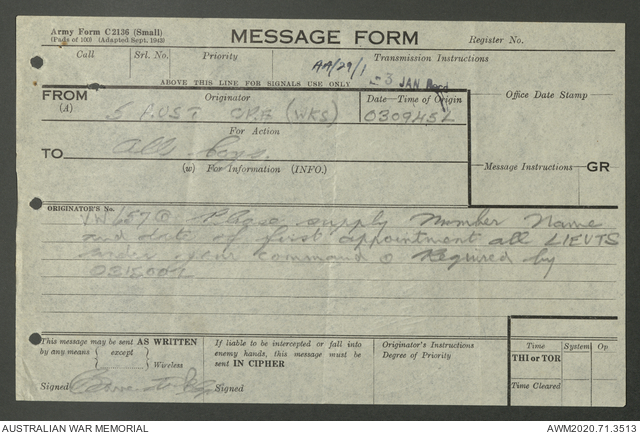 Army Form C2136 (Small)
(Pads of 100) (Adapted Sept. 1943)
MESSAGE FORM
Register No.
Call Srl. No. Priority Transmission Instructions
AA/29/1
-3 JAN Recd
ABOVE THIS LINE FOR SIGNALS USE ONLY
FROM (A) Originator Date—Time of Origin Office Date Stamp
5 AUST (WKS) 030945L
For Action
TO all coys.
(w) For Information (INFO.) Message Instructions GR
ORIGINATOR'S No.
Please supply Number Name
and date of first appointment all LIEUTS
under your command o Required by
031500L
This message may be sent AS WRITTEN
by any means { except } Wireless
If liable to be intercepted or fall into
enemy hands, this message must be
sent IN CIPHER
Originator's Instructions
Degree of Priority
Time System Op
THI or TOR
Time Cleared
Signed Signed
AUSTRALIAN WAR MEMORIAL AWM2020.71.3513